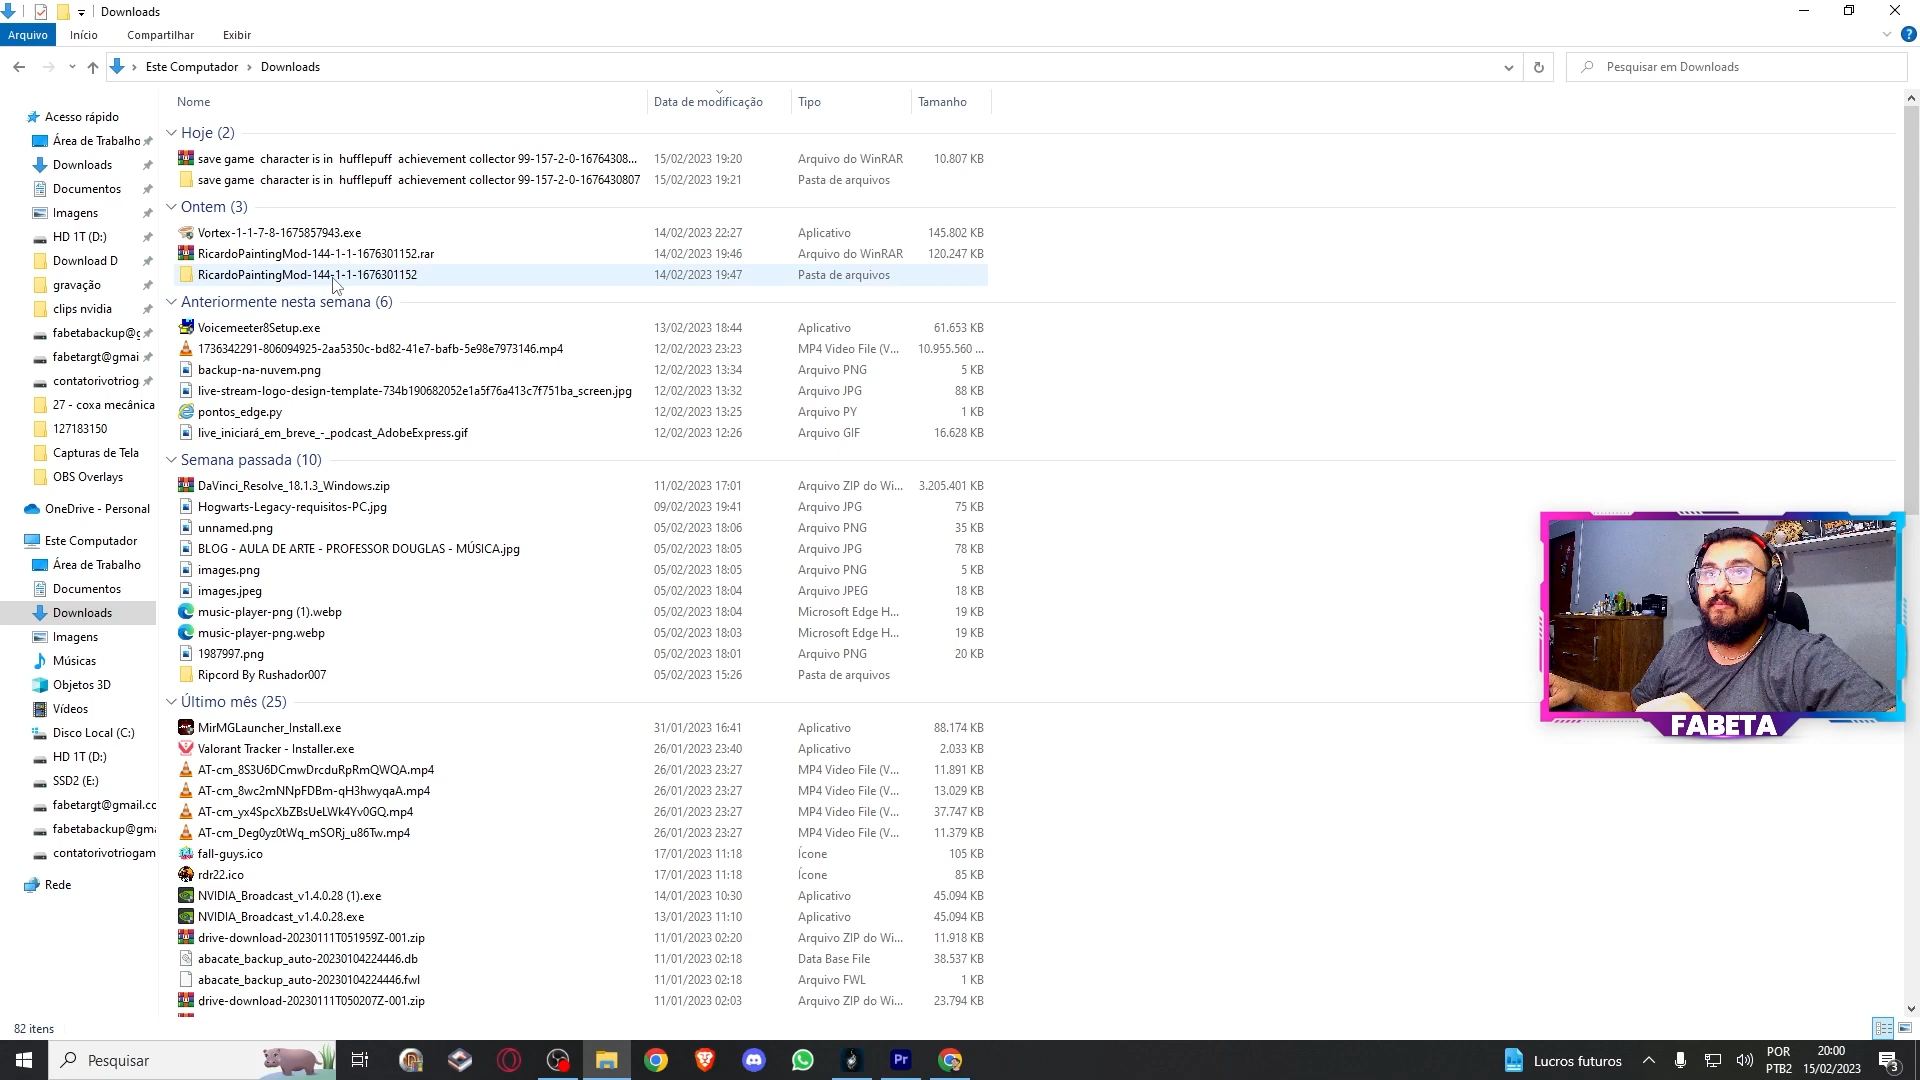 Downloads
Arquivo Início Compartilhar Exibir
Este Computador Downloads
Pesquisar em Downloads
Nome Data de modificação Tipo Tamanho
Acesso rápido
Área de Trabalho
Downloads
Documentos
Imagens
HD 1T (D:)
Download D
gravação
clips nvidia
fabetabackup@g
fabetargt@gmai
contatorivotriog
27 - coxa mecânica
127183150
Capturas de Tela
OBS Overlays
OneDrive - Personal
Este Computador
Área de Trabalho
Documentos
Downloads
Imagens
Músicas
Objetos 3D
Vídeos
Disco Local (C:)
HD 1T (D:)
SSD2 (E:)
fabetargt@gmail.cc
fabetabackup@gma
contatorivotriogam
Rede
Hoje (2)
save game character is in hufflepuff achievement collector 99-157-2-0-16764308... 15/02/2023 19:20 Arquivo do WinRAR 10.807 KB
save game character is in hufflepuff achievement collector 99-157-2-0-1676430807 15/02/2023 19:21 Pasta de arquivos
Ontem (3)
Vortex-1-1-7-8-1675857943.exe 14/02/2023 22:27 Aplicativo 145.802 KB
RicardoPaintingMod-144-1-1-1676301152.rar 14/02/2023 19:46 Arquivo do WinRAR 120.247 KB
RicardoPaintingMod-144-1-1-1676301152 14/02/2023 19:47 Pasta de arquivos
Anteriormente nesta semana (6)
Voicemeeter8Setup.exe 13/02/2023 18:44 Aplicativo 61.653 KB
1736342291-806094925-2aa5350c-bd82-41e7-bafb-5e98e7973146.mp4 12/02/2023 23:23 MP4 Video File (V... 10.955.560 ...
backup-na-nuvem.png 12/02/2023 13:34 Arquivo PNG 5 KB
live-stream-logo-design-template-734b190682052e1a5f76a413c7f751ba_screen.jpg 12/02/2023 13:32 Arquivo JPG 88 KB
pontos_edge.py 12/02/2023 13:25 Arquivo PY 1 KB
live_iniciará_em_breve_-_podcast_AdobeExpress.gif 12/02/2023 12:26 Arquivo GIF 16.628 KB
Semana passada (10)
DaVinci_Resolve_18.1.3_Windows.zip 11/02/2023 17:01 Arquivo ZIP do Wi... 3.205.401 KB
Hogwarts-Legacy-requisitos-PC.jpg 09/02/2023 19:41 Arquivo JPG 75 KB
unnamed.png 05/02/2023 18:06 Arquivo PNG 35 KB
BLOG - AULA DE ARTE - PROFESSOR DOUGLAS - MÚSICA.jpg 05/02/2023 18:05 Arquivo JPG 78 KB
images.png 05/02/2023 18:05 Arquivo PNG 5 KB
images.jpeg 05/02/2023 18:04 Arquivo JPEG 18 KB
music-player-png (1).webp 05/02/2023 18:04 Microsoft Edge H... 19 KB
music-player-png.webp 05/02/2023 18:03 Microsoft Edge H... 19 KB
1987997.png 05/02/2023 18:01 Arquivo PNG 20 KB
Ripcord By Rushador007 05/02/2023 15:26 Pasta de arquivos
Último mês (25)
MirMGLauncher_Install.exe 31/01/2023 16:41 Aplicativo 88.174 KB
Valorant Tracker - Installer.exe 26/01/2023 23:40 Aplicativo 2.033 KB
AT-cm_8S3U6DCmwDrcduRpRmQWQA.mp4 26/01/2023 23:27 MP4 Video File (V... 11.891 KB
AT-cm_8wc2mNNpFDBm-qH3hwyqaA.mp4 26/01/2023 23:27 MP4 Video File (V... 13.029 KB
AT-cm_yx4SpcXbZBsUeLWk4Yv0GQ.mp4 26/01/2023 23:27 MP4 Video File (V... 37.747 KB
AT-cm_Deg0yz0tWq_mSORj_u86Tw.mp4 26/01/2023 23:27 MP4 Video File (V... 11.379 KB
fall-guys.ico 17/01/2023 11:18 Ícone 105 KB
rdr22.ico 17/01/2023 11:18 Ícone 85 KB
NVIDIA_Broadcast_v1.4.0.28 (1).exe 14/01/2023 10:30 Aplicativo 45.094 KB
NVIDIA_Broadcast_v1.4.0.28.exe 13/01/2023 11:10 Aplicativo 45.094 KB
drive-download-20230111T051959Z-001.zip 11/01/2023 02:20 Arquivo ZIP do Wi... 11.918 KB
abacate_backup_auto-20230104224446.db 11/01/2023 02:18 Data Base File 38.537 KB
abacate_backup_auto-20230104224446.fwl 11/01/2023 02:18 Arquivo FWL 1 KB
drive-download-20230111T050207Z-001.zip 11/01/2023 02:03 Arquivo ZIP do Wi... 23.794 KB
FABETA
82 itens
Pesquisar
Pr
Lucros futuros
POR
PTB2
20:00
15/02/2023
3